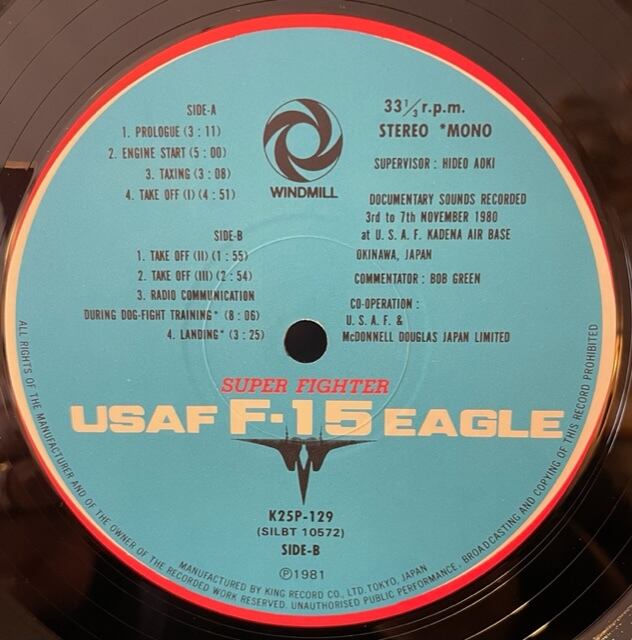 SIDE-A
1. PROLOGUE (3 : 11)
2. ENGINE START (5 : 00)
3. TAXING (3 : 08)
4. TAKE OFF (I) (4 : 51)
SIDE-B
1. TAKE OFF (II) (1 : 55)
2. TAKE OFF (III) (2 : 54)
3. RADIO COMMUNICATION
DURING DOG-FIGHT TRAINING* (8 : 06)
4. LANDING* (3 : 25)
WINDMILL
33 1/3 r.p.m.
STEREO *MONO
SUPERVISOR : HIDEO AOKI
DOCUMENTARY SOUNDS RECORDED
3rd to 7th NOVEMBER 1980
at U. S. A. F. KADENA AIR BASE
OKINAWA, JAPAN
COMMENTATOR : BOB GREEN
CO-OPERATION :
U. S. A. F. &
McDONNELL DOUGLAS JAPAN LIMITED
SUPER FIGHTER
USAF F-15 EAGLE
K25P-129
(SILBT 10572)
SIDE-B
Ⓟ1981
MANUFACTURED BY KING RECORD CO., LTD. TOKYO, JAPAN
ALL RIGHTS OF THE MANUFACTURER AND OF THE OWNER OF THE RECORDED WORK RESERVED. UNAUTHORISED PUBLIC PERFORMANCE, BROADCASTING AND COPYING OF THIS RECORD PROHIBITED